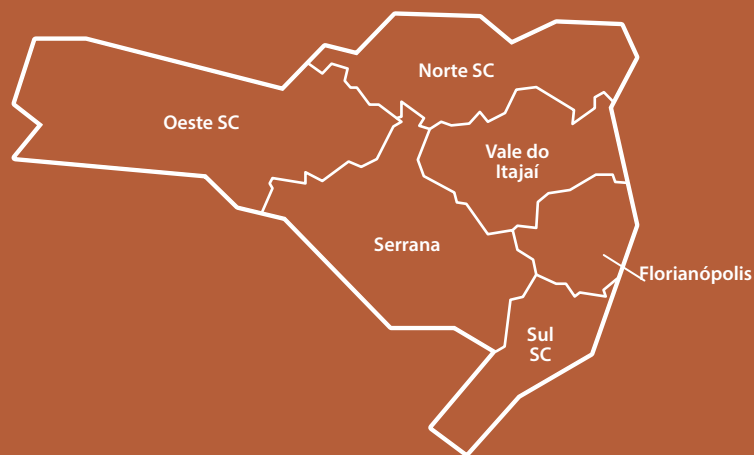 Norte SC
Oeste SC
Vale do
Itajaí
Serrana
Florianópolis
Sul
SC